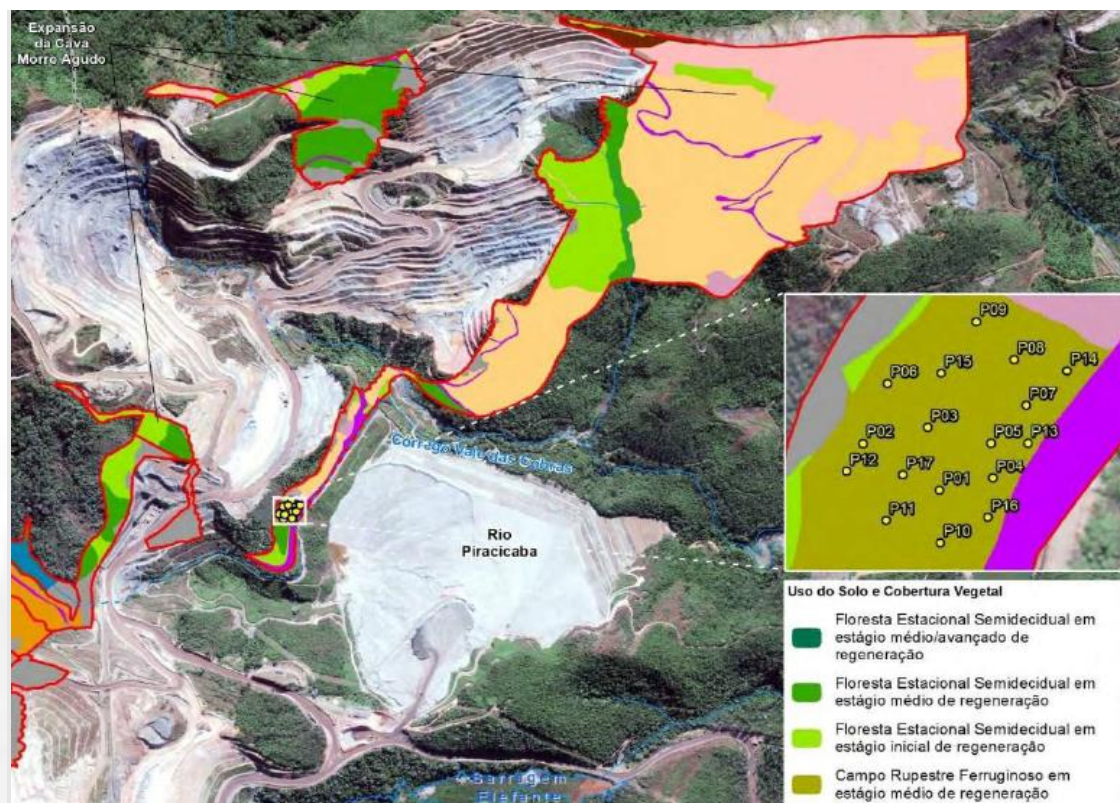 Expansão
da Cava
Morro Agudo
Córrego Vale das Cobras
Rio
Piracicaba
Barragem
Elefante
P09
P08
P14
P15
P06
P07
P03
P02
P05
P13
P12
P17
P04
P01
P11
P16
P10
Uso do Solo e Cobertura Vegetal
Floresta Estacional Semidecidual em
estágio médio/avançado de
regeneração
Floresta Estacional Semidecidual em
estágio médio de regeneração
Floresta Estacional Semidecidual em
estágio inicial de regeneração
Campo Rupestre Ferruginoso em
estágio médio de regeneração